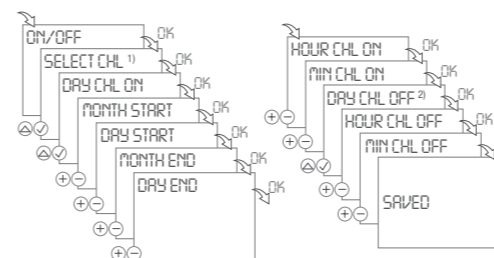 ON/OFF
OK
SELECT CHL 1)
OK
DAY CHL ON
OK
MONTH START
OK
DAY START
OK
MONTH END
OK
DAY END
OK
HOUR CHL ON
OK
MIN CHL ON
OK
DAY CHL OFF 2)
OK
HOUR CHL OFF
OK
MIN CHL OFF
OK
SAVED